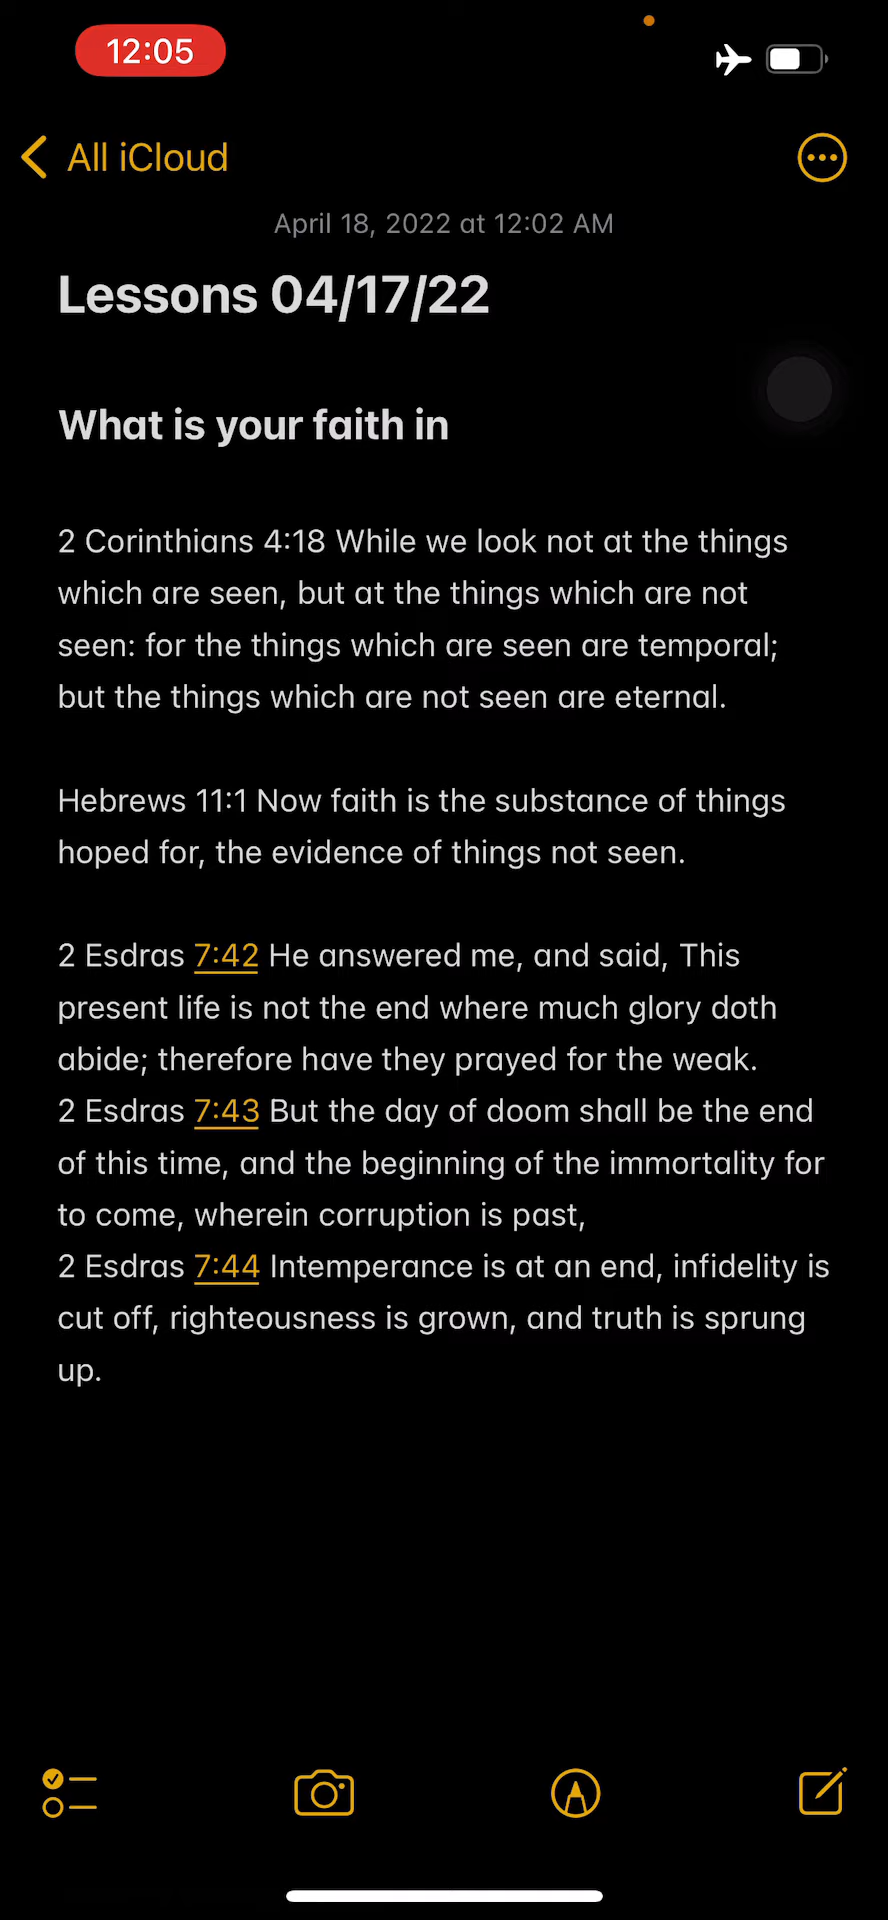 12:05
All iCloud
April 18, 2022 at 12:02 AM
Lessons 04/17/22
What is your faith in
2 Corinthians 4:18 While we look not at the things
which are seen, but at the things which are not
seen: for the things which are seen are temporal;
but the things which are not seen are eternal.
Hebrews 11:1 Now faith is the substance of things
hoped for, the evidence of things not seen.
2 Esdras 7:42 He answered me, and said, This
present life is not the end where much glory doth
abide; therefore have they prayed for the weak.
2 Esdras 7:43 But the day of doom shall be the end
of this time, and the beginning of the immortality for
to come, wherein corruption is past,
2 Esdras 7:44 Intemperance is at an end, infidelity is
cut off, righteousness is grown, and truth is sprung
up.